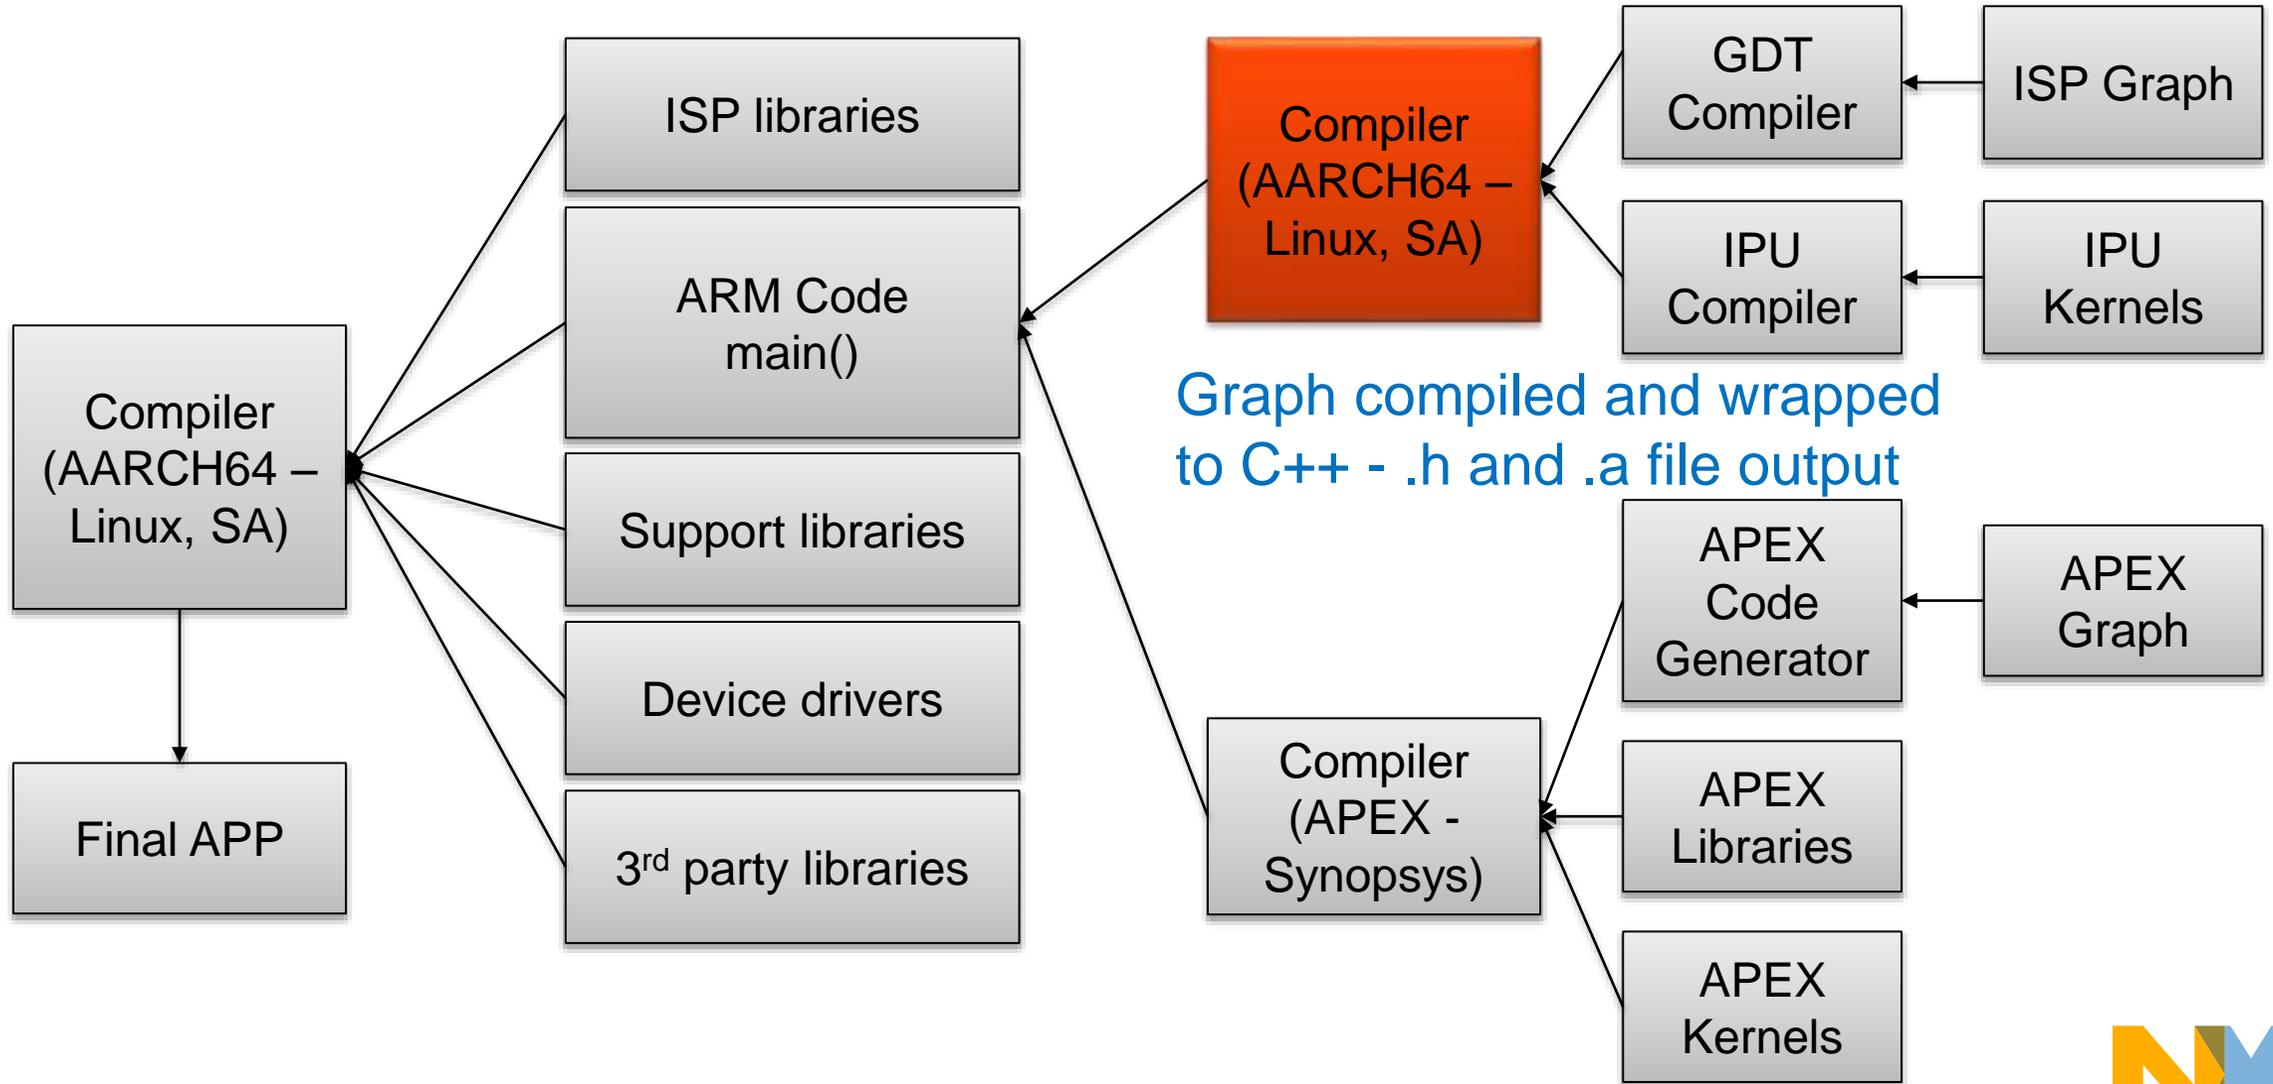 ISP libraries
ARM Code
main()
Support libraries
Device drivers
3rd party libraries
Compiler
(AARCH64 –
Linux, SA)
Final APP
Compiler
(AARCH64 –
Linux, SA)
GDT
Compiler
ISP Graph
IPU
Compiler
IPU
Kernels
Graph compiled and wrapped
to C++ - .h and .a file output
APEX
Code
Generator
APEX
Graph
Compiler
(APEX -
Synopsys)
APEX
Libraries
APEX
Kernels